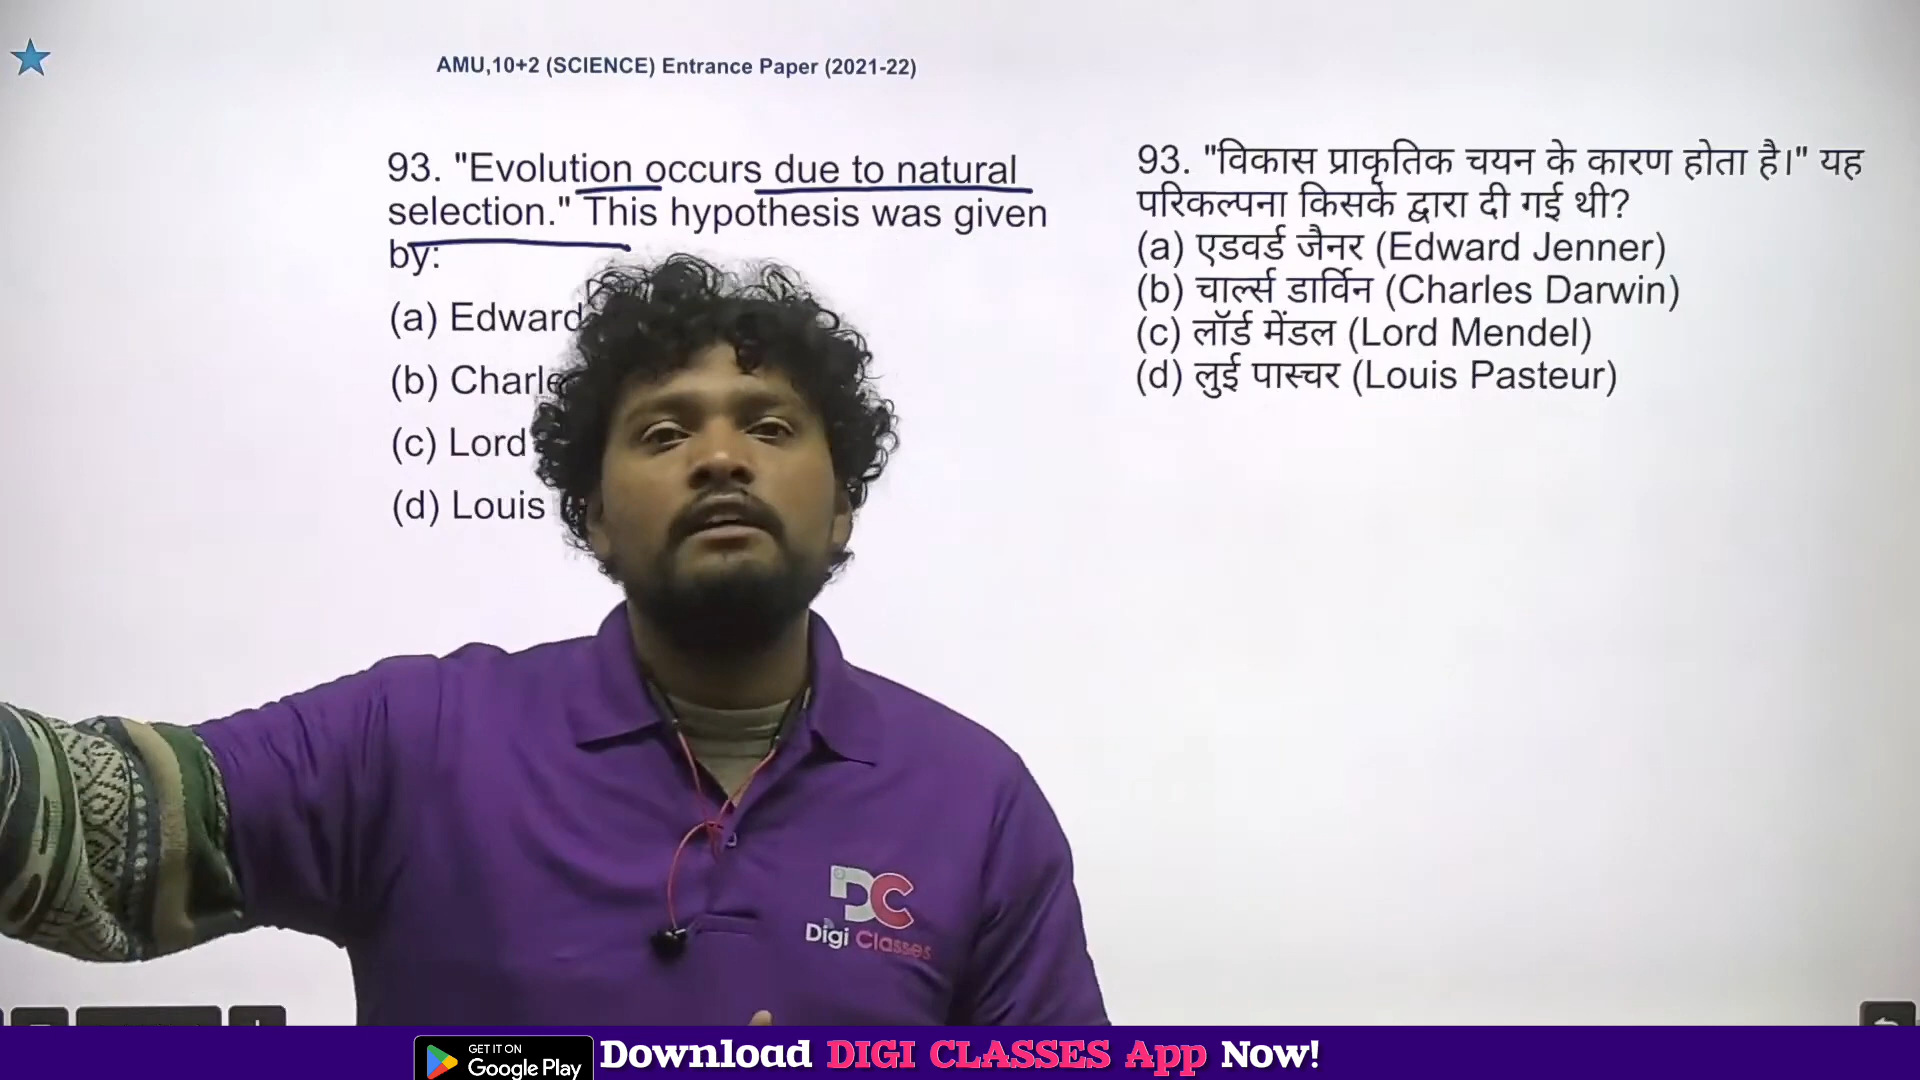 AMU,10+2 (SCIENCE) Entrance Paper (2021-22)
93. "Evolution occurs due to natural
selection." This hypothesis was given
by:
(a) Edward
(b)
(c) Lord
(d) Louis
93. "विकास प्राकृतिक चयन के कारण होता है।" यह
परिकल्पना किसके द्वारा दी गई थी?
(a) एडवर्ड जैनर (Edward Jenner)
(b) चार्ल्स डार्विन (Charles Darwin)
(c) लॉर्ड मेंडल (Lord Mendel)
(d) लुई पास्चर (Louis Pasteur)
DC
Digi Classes
GET IT ON
Google Play
Download DIGI CLASSES App Now!